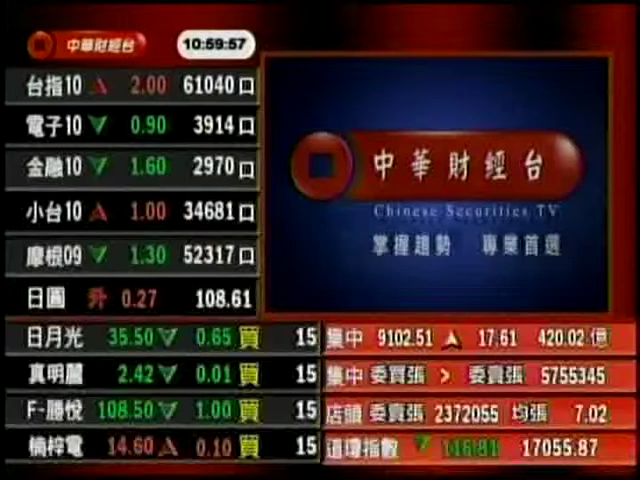 中華財經台 10:59:57
台指10 2.00 61040口
電子10 0.90 3914口
金融10 1.60 2970口
小台10 1.00 34681口
摩根09 1.30 52317口
日圓 升 0.27 108.61
中華財經台
Chinese Securities TV
掌握趨勢 專業首選
日月光 35.50 0.65 買 15
真明麗 2.42 0.01 買 15
F-勝悅 108.50 1.00 買 15
楠梓電 14.60 0.10 買 15
集中 9102.51 17.61 420.02億
集中 委買張 > 委賣張 5755345
店頭 委賣張 2372055 均張 7.02
道瓊指數 116.81 17055.87